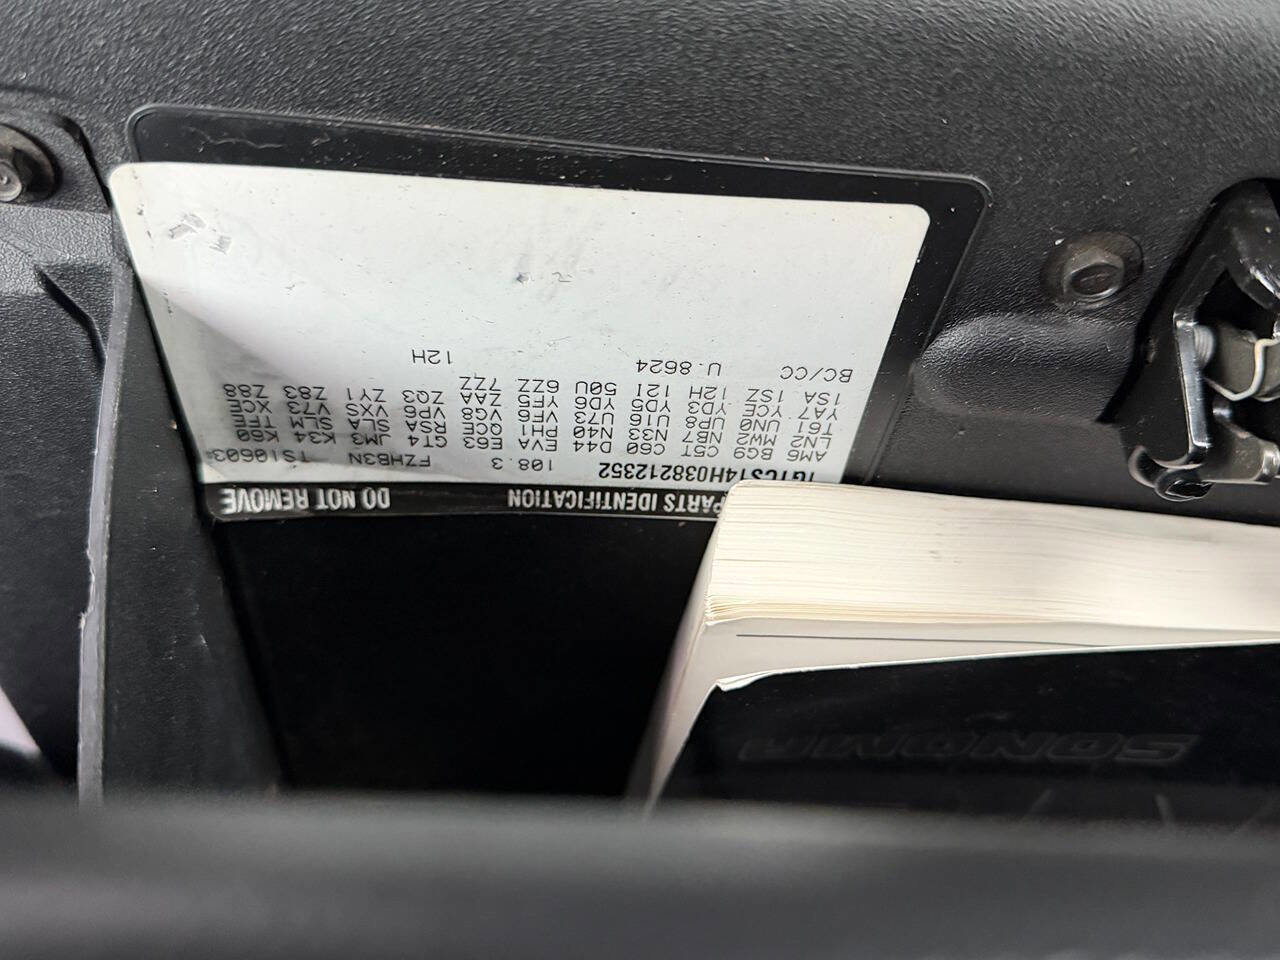 PARTS IDENTIFICATION DO NOT REMOVE
1GTCS14H038212352 108.3 FZHB3N TS10603
AM6 BG9 C5T C60 D44 EVA E63 GT4 JM3 K34 K60
LN2 MW2 NB7 N33 N40 PH1 QCE RSA SLA SLM TFE
T61 UN0 UP8 U16 U73 VF6 VG8 VP6 VXS V73 XCE
YA7 YCE YD3 YD5 YD6 YF5 ZAA ZQ3 ZY1 Z83 Z88
1SA 1SZ 12H 12I 50U 6ZZ 7ZZ
BC/CC U.8624 12H
SONOMA